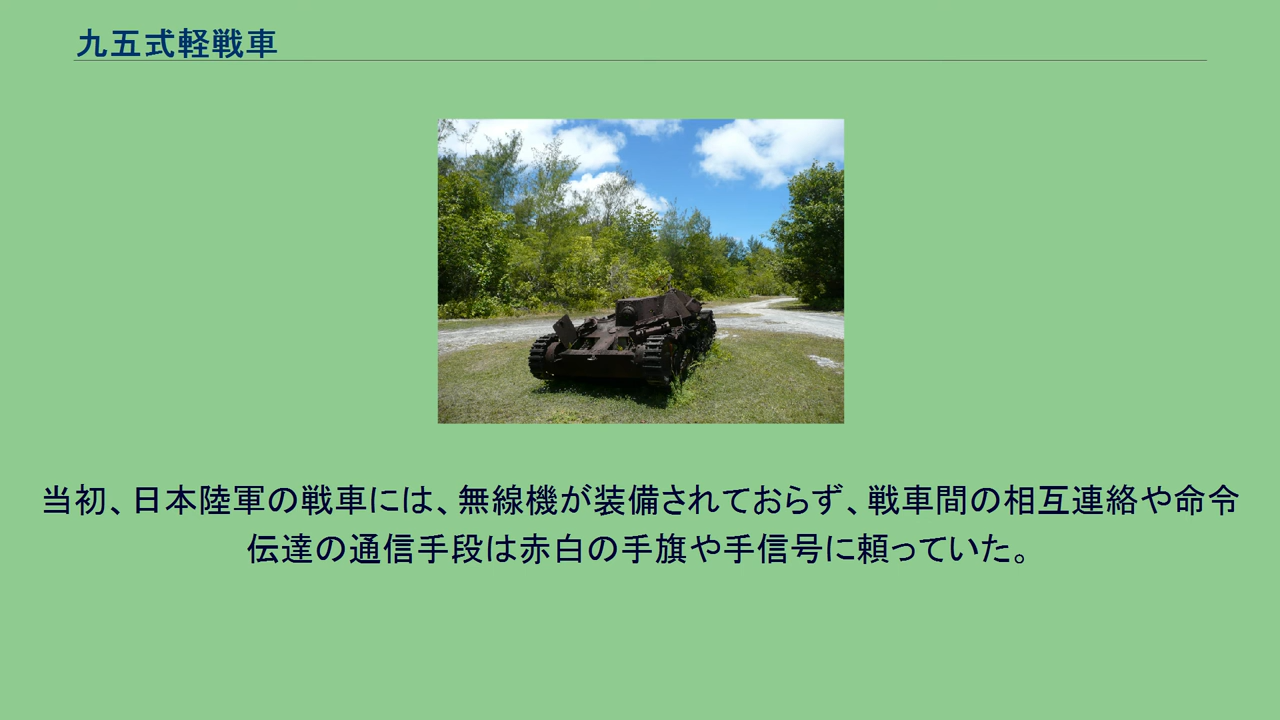 九五式軽戦車
当初、日本陸軍の戦車には、無線機が装備されておらず、戦車間の相互連絡や命令
伝達の通信手段は赤白の手旗や手信号に頼っていた。